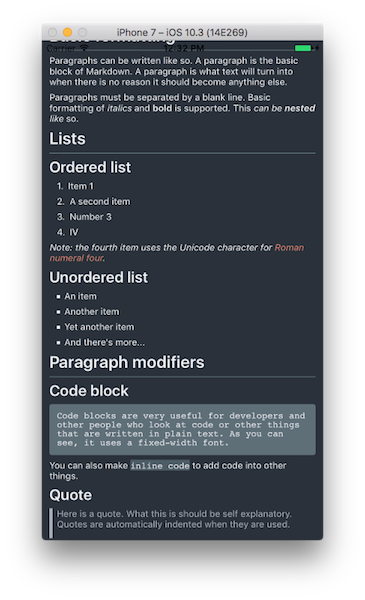 iPhone 7 – iOS 10.3 (14E269)
Carrier 12:32 PM
Paragraphs can be written like so. A paragraph is the basic
block of Markdown. A paragraph is what text will turn into
when there is no reason it should become anything else.
Paragraphs must be separated by a blank line. Basic
formatting of italics and bold is supported. This can be nested
like so.
Lists
Ordered list
1. Item 1
2. A second item
3. Number 3
4. IV
Note: the fourth item uses the Unicode character for Roman
numeral four.
Unordered list
▪ An item
▪ Another item
▪ Yet another item
▪ And there's more...
Paragraph modifiers
Code block
Code blocks are very useful for developers and
other people who look at code or other things
that are written in plain text. As you can
see, it uses a fixed-width font.
You can also make inline code to add code into other
things.
Quote
Here is a quote. What this is should be self explanatory.
Quotes are automatically indented when they are used.